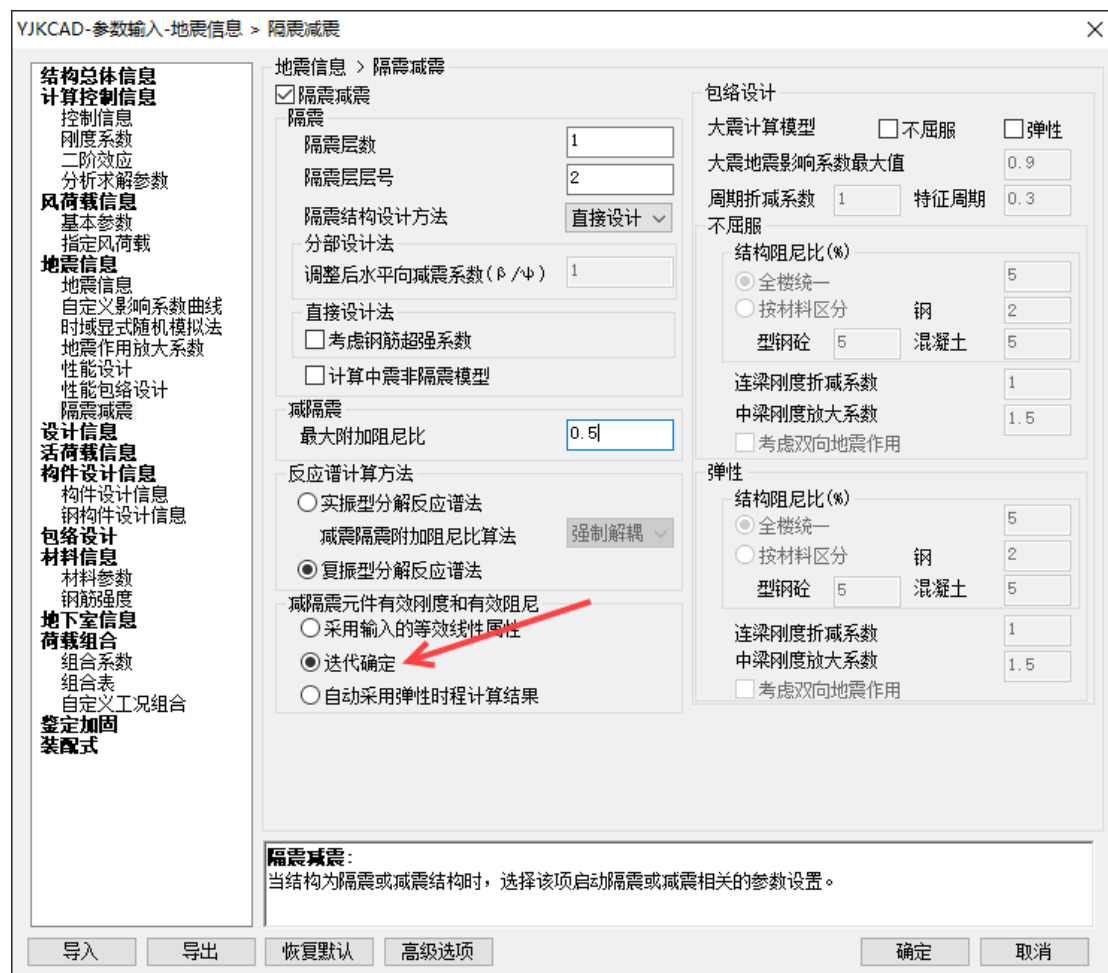 YJKCAD-参数输入-地震信息 > 隔震减震
结构总体信息
计算控制信息
控制信息
刚度系数
二阶效应
分析求解参数
风荷载信息
基本参数
指定风荷载
地震信息
地震信息
自定义影响系数曲线
时域显式随机模拟法
地震作用放大系数
性能设计
性能包络设计
隔震减震
设计信息
活荷载信息
构件设计信息
构件设计信息
钢构件设计信息
包络设计
材料信息
材料参数
钢筋强度
地下室信息
荷载组合
组合系数
组合表
自定义工况组合
鉴定加固
装配式
地震信息 > 隔震减震
隔震减震
隔震
隔震层数 1
隔震层层号 2
隔震结构设计方法 直接设计
分部设计法
调整后水平向减震系数(β/ψ) 1
直接设计法
考虑钢筋超强系数
计算中震非隔震模型
减隔震
最大附加阻尼比 0.5
反应谱计算方法
实振型分解反应谱法
减震隔震附加阻尼比算法 强制解耦
复振型分解反应谱法
减隔震元件有效刚度和有效阻尼
采用输入的等效线性属性
迭代确定
自动采用弹性时程计算结果
包络设计
大震计算模型 不屈服 弹性
大震地震影响系数最大值 0.9
周期折减系数 1 特征周期 0.3
不屈服
结构阻尼比(%)
全楼统一 5
按材料区分 钢 2
型钢砼 5 混凝土 5
连梁刚度折减系数 1
中梁刚度放大系数 1.5
考虑双向地震作用
弹性
结构阻尼比(%)
全楼统一 5
按材料区分 钢 2
型钢砼 5 混凝土 5
连梁刚度折减系数 1
中梁刚度放大系数 1.5
考虑双向地震作用
隔震减震:
当结构为隔震或减震结构时，选择该项启动隔震或减震相关的参数设置。
导入 导出 恢复默认 高级选项 确定 取消